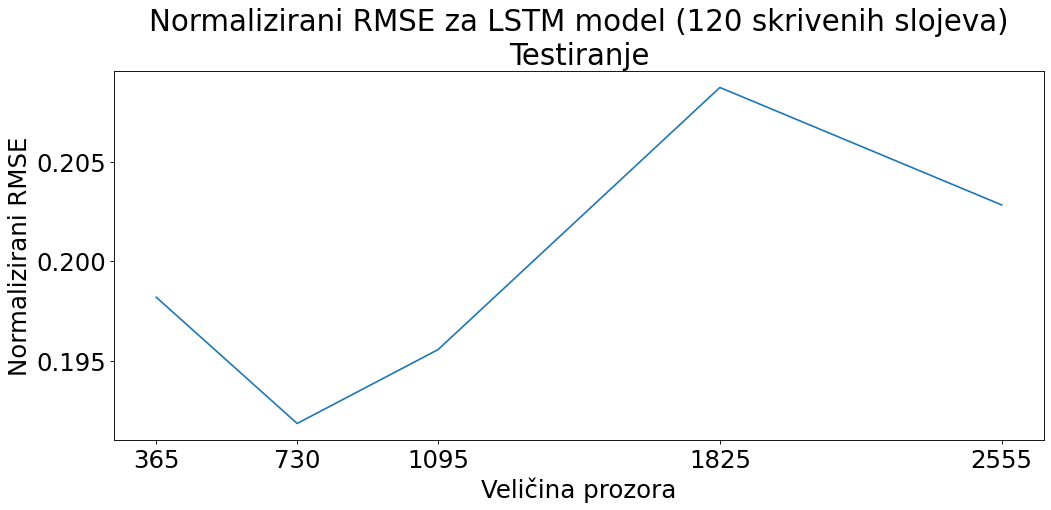 Normalizirani RMSE za LSTM model (120 skrivenih slojeva)
Testiranje
Normalizirani RMSE
0.205
0.200
0.195
365 730 1095 1825 2555
Veličina prozora